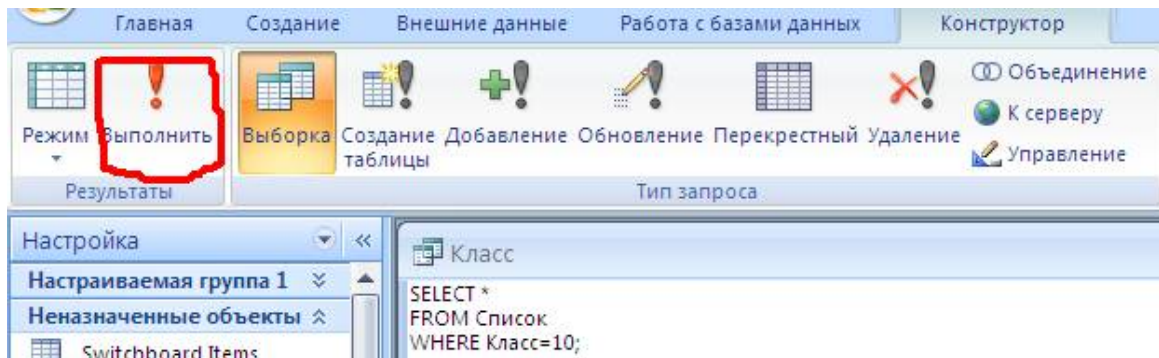 Главная Создание Внешние данные Работа с базами данных Конструктор
Режим Выполнить Выборка Создание таблицы Добавление Обновление Перекрестный Удаление
Объединение
К серверу
Управление
Результаты Тип запроса
Настройка
Настраиваемая группа 1
Неназначенные объекты
Switchboard Items
Класс
SELECT *
FROM Список
WHERE Класс=10;